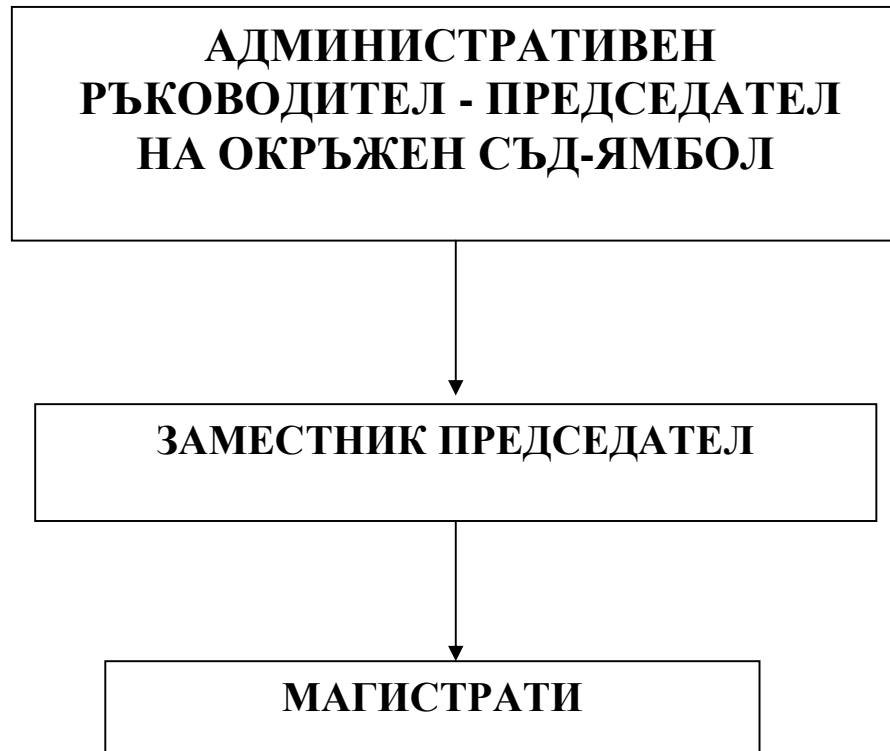 АДМИНИСТРАТИВЕН
РЪКОВОДИТЕЛ - ПРЕДСЕДАТЕЛ
НА ОКРЪЖЕН СЪД-ЯМБОЛ
ЗАМЕСТНИК ПРЕДСЕДАТЕЛ
МАГИСТРАТИ